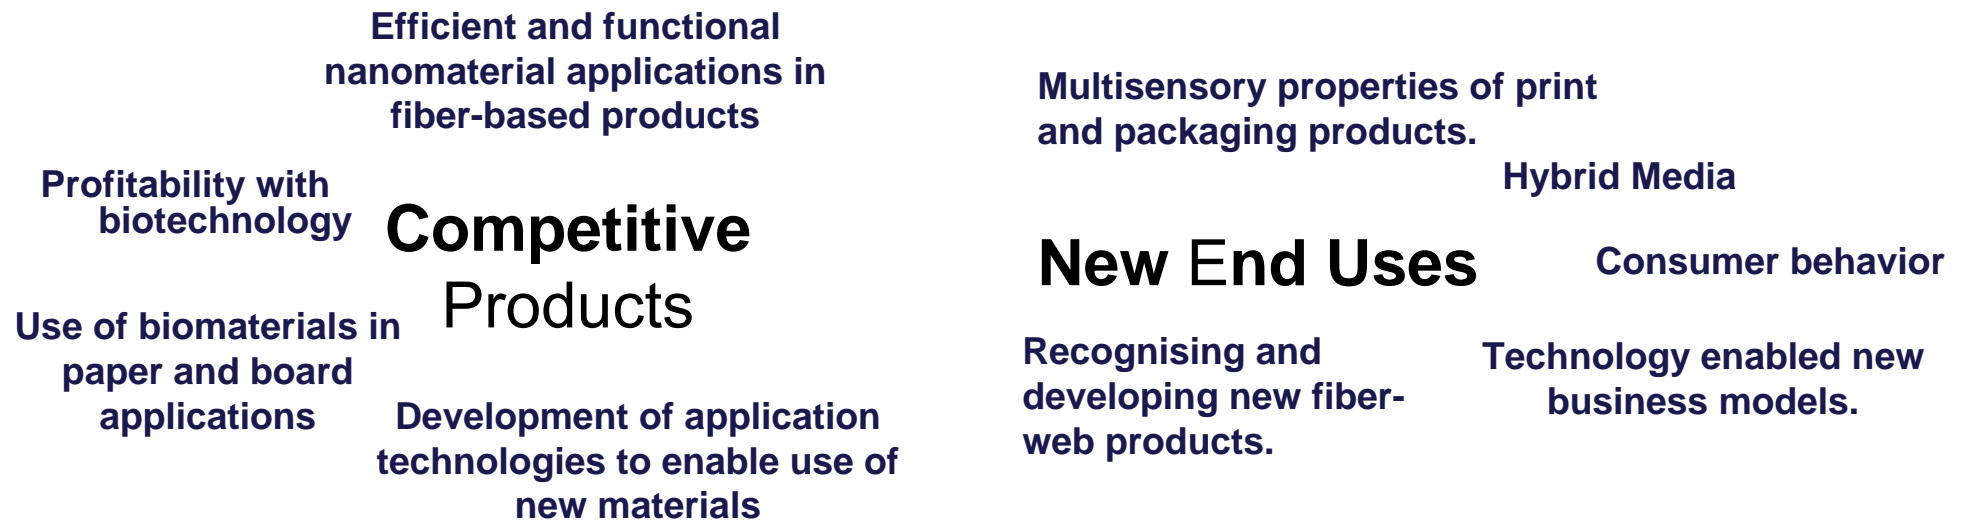 Efficient and functional
nanomaterial applications in
fiber-based products
Profitability with
biotechnology
Competitive
Products
Use of biomaterials in
paper and board
applications
Development of application
technologies to enable use of
new materials
Multisensory properties of print
and packaging products.
Hybrid Media
New End Uses
Consumer behavior
Recognising and
developing new fiber-
web products.
Technology enabled new
business models.